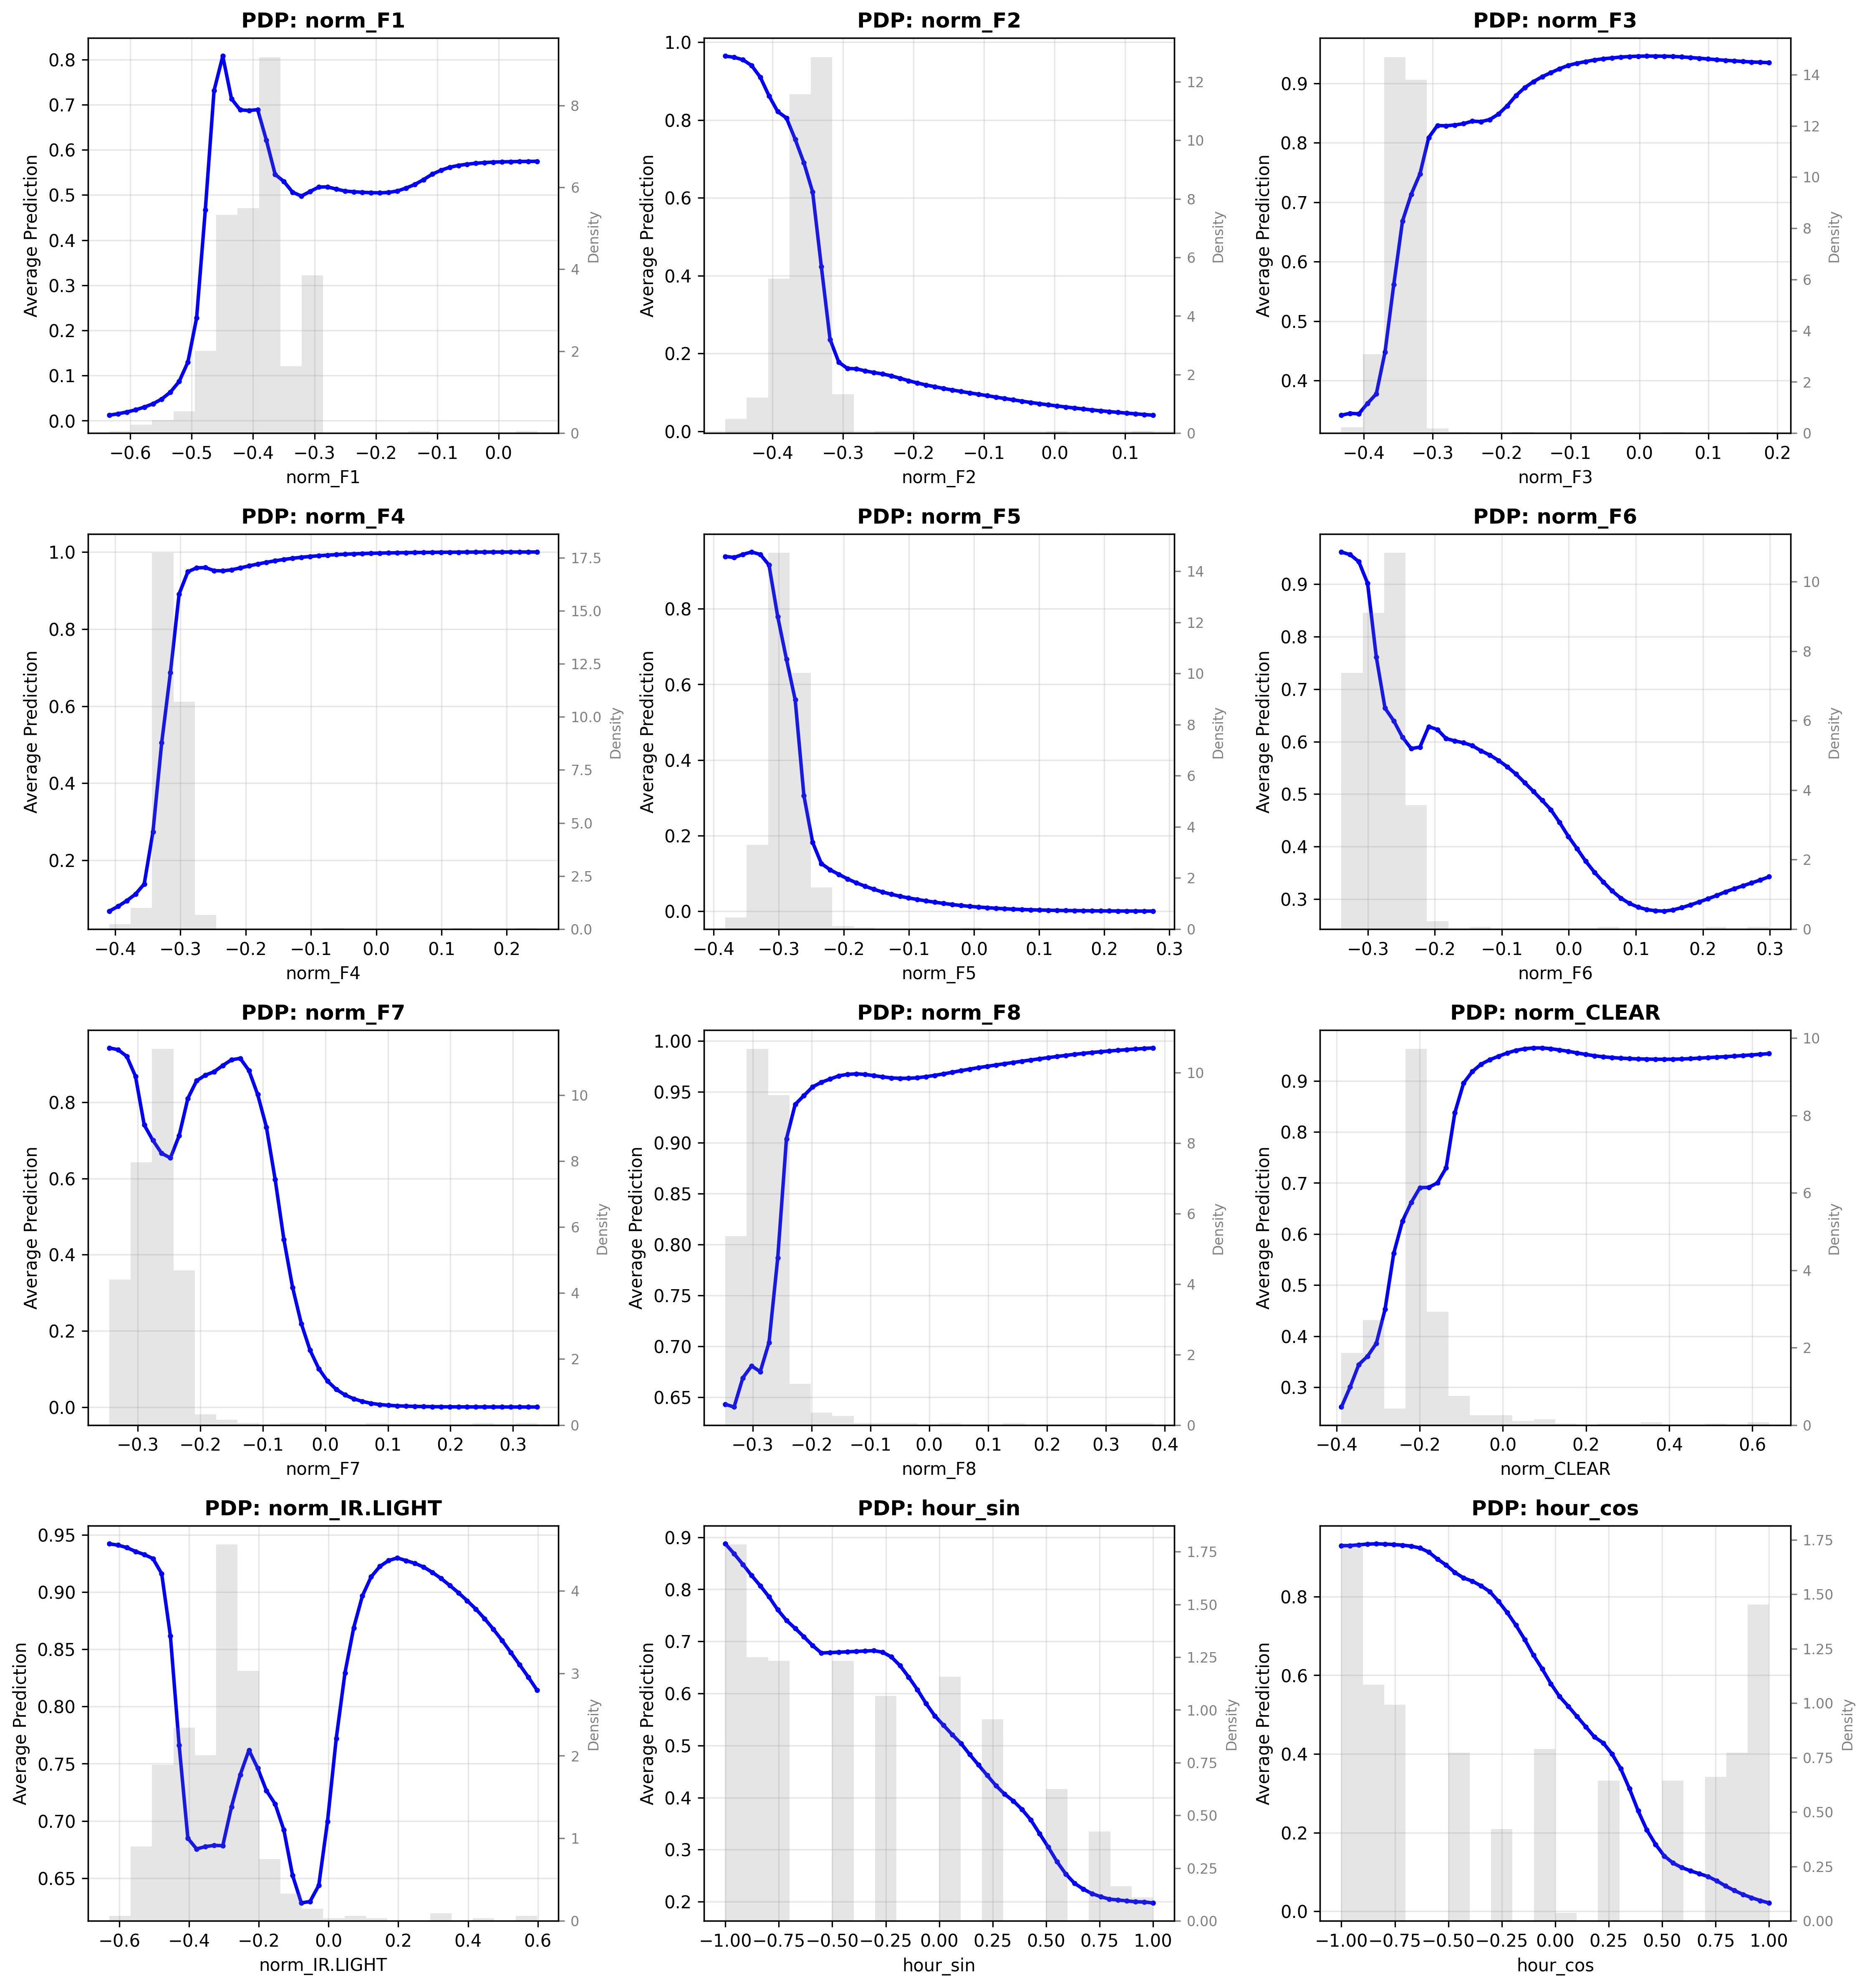 PDP: norm_F1
Average Prediction
0.8
0.7
0.6
0.5
0.4
0.3
0.2
0.1
0.0
8
6
4
2
0
Density
−0.6 −0.5 −0.4 −0.3 −0.2 −0.1 0.0
norm_F1
PDP: norm_F2
Average Prediction
1.0
0.8
0.6
0.4
0.2
0.0
12
10
8
6
4
2
0
Density
−0.4 −0.3 −0.2 −0.1 0.0 0.1
norm_F2
PDP: norm_F3
Average Prediction
0.9
0.8
0.7
0.6
0.5
0.4
14
12
10
8
6
4
2
0
Density
−0.4 −0.3 −0.2 −0.1 0.0 0.1 0.2
norm_F3
PDP: norm_F4
Average Prediction
1.0
0.8
0.6
0.4
0.2
17.5
15.0
12.5
10.0
7.5
5.0
2.5
0.0
Density
−0.4 −0.3 −0.2 −0.1 0.0 0.1 0.2
norm_F4
PDP: norm_F5
Average Prediction
0.8
0.6
0.4
0.2
0.0
14
12
10
8
6
4
2
0
Density
−0.4 −0.3 −0.2 −0.1 0.0 0.1 0.2 0.3
norm_F5
PDP: norm_F6
Average Prediction
0.9
0.8
0.7
0.6
0.5
0.4
0.3
10
8
6
4
2
0
Density
−0.3 −0.2 −0.1 0.0 0.1 0.2 0.3
norm_F6
PDP: norm_F7
Average Prediction
0.8
0.6
0.4
0.2
0.0
10
8
6
4
2
0
Density
−0.3 −0.2 −0.1 0.0 0.1 0.2 0.3
norm_F7
PDP: norm_F8
Average Prediction
1.00
0.95
0.90
0.85
0.80
0.75
0.70
0.65
10
8
6
4
2
0
Density
−0.3 −0.2 −0.1 0.0 0.1 0.2 0.3 0.4
norm_F8
PDP: norm_CLEAR
Average Prediction
0.9
0.8
0.7
0.6
0.5
0.4
0.3
10
8
6
4
2
0
Density
−0.4 −0.2 0.0 0.2 0.4 0.6
norm_CLEAR
PDP: norm_IR.LIGHT
Average Prediction
0.95
0.90
0.85
0.80
0.75
0.70
0.65
4
3
2
1
0
Density
−0.6 −0.4 −0.2 0.0 0.2 0.4 0.6
norm_IR.LIGHT
PDP: hour_sin
Average Prediction
0.9
0.8
0.7
0.6
0.5
0.4
0.3
0.2
1.75
1.50
1.25
1.00
0.75
0.50
0.25
0.00
Density
−1.00 −0.75 −0.50 −0.25 0.00 0.25 0.50 0.75 1.00
hour_sin
PDP: hour_cos
Average Prediction
0.8
0.6
0.4
0.2
0.0
1.75
1.50
1.25
1.00
0.75
0.50
0.25
0.00
Density
−1.00 −0.75 −0.50 −0.25 0.00 0.25 0.50 0.75 1.00
hour_cos